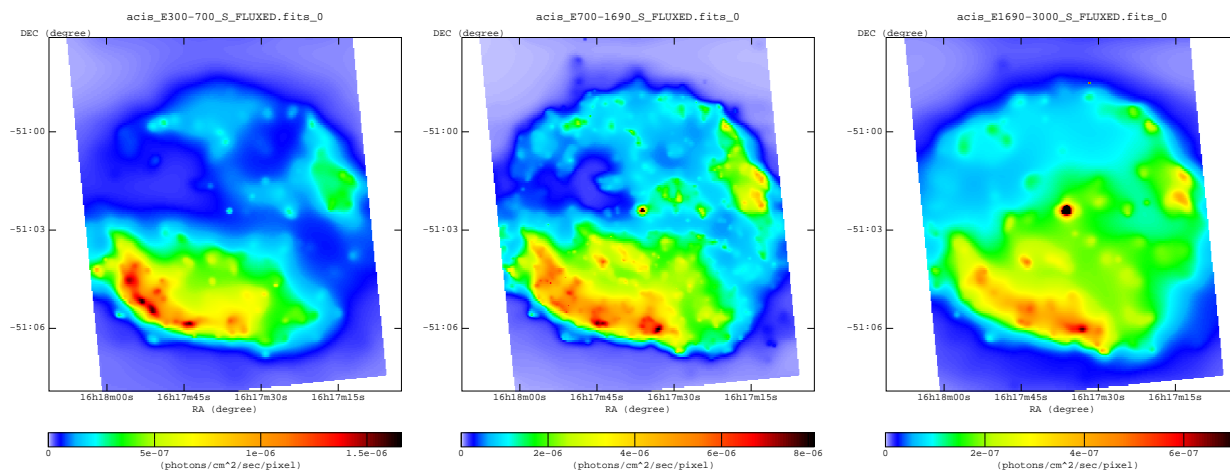 acis_E300-700_S_FLUXED.fits_0
DEC (degree)
-51:00
-51:03
-51:06
16h18m00s 16h17m45s 16h17m30s 16h17m15s
RA (degree)
0 5e-07 1e-06 1.5e-06
(photons/cm^2/sec/pixel)
acis_E700-1690_S_FLUXED.fits_0
DEC (degree)
-51:00
-51:03
-51:06
16h18m00s 16h17m45s 16h17m30s 16h17m15s
RA (degree)
0 2e-06 4e-06 6e-06 8e-06
(photons/cm^2/sec/pixel)
acis_E1690-3000_S_FLUXED.fits_0
DEC (degree)
-51:00
-51:03
-51:06
16h18m00s 16h17m45s 16h17m30s 16h17m15s
RA (degree)
0 2e-07 4e-07 6e-07
(photons/cm^2/sec/pixel)